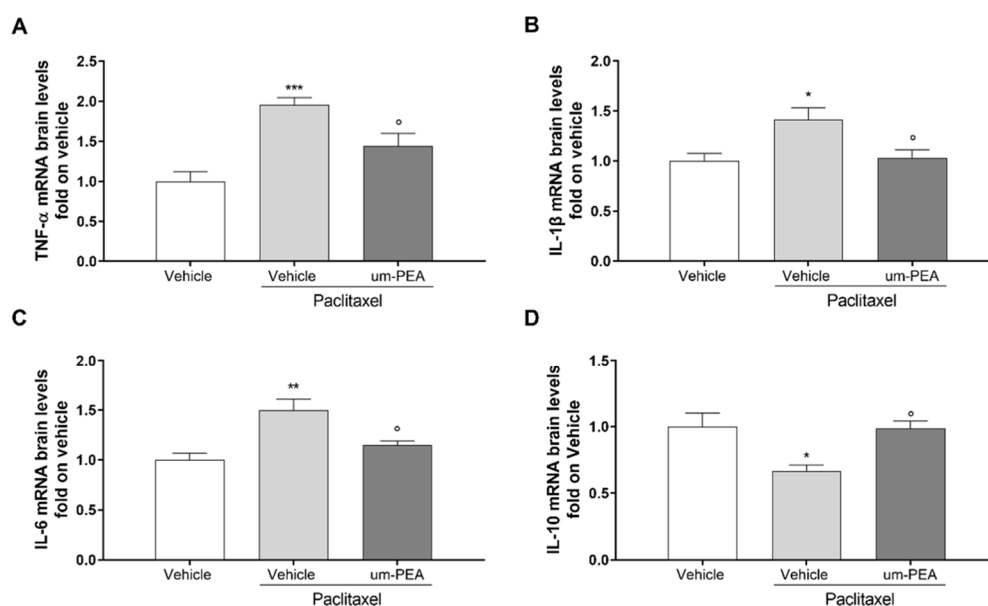 A
TNF-α mRNA brain levels
fold on vehicle
2.5
2.0
1.5
1.0
0.5
0.0
***
°
Vehicle
Vehicle
um-PEA
Paclitaxel
B
IL-1β mRNA brain levels
fold on vehicle
2.0
1.5
1.0
0.5
0.0
*
°
Vehicle
Vehicle
um-PEA
Paclitaxel
C
IL-6 mRNA brain levels
fold on vehicle
2.0
1.5
1.0
0.5
0.0
**
°
Vehicle
Vehicle
um-PEA
Paclitaxel
D
IL-10 mRNA brain levels
fold on Vehicle
1.5
1.0
0.5
0.0
*
°
Vehicle
Vehicle
um-PEA
Paclitaxel